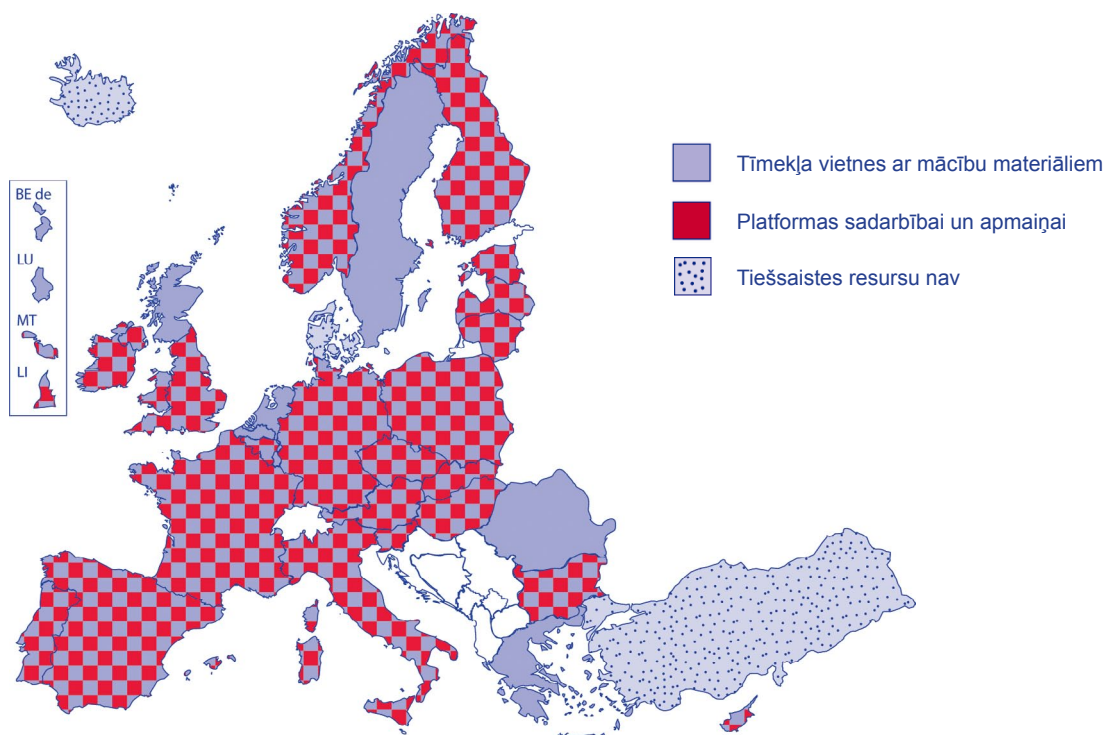 BE de
LU
MT
LI
Tīmekļa vietnes ar mācību materiāliem
Platformas sadarbībai un apmaiņai
Tiešsaistes resursu nav